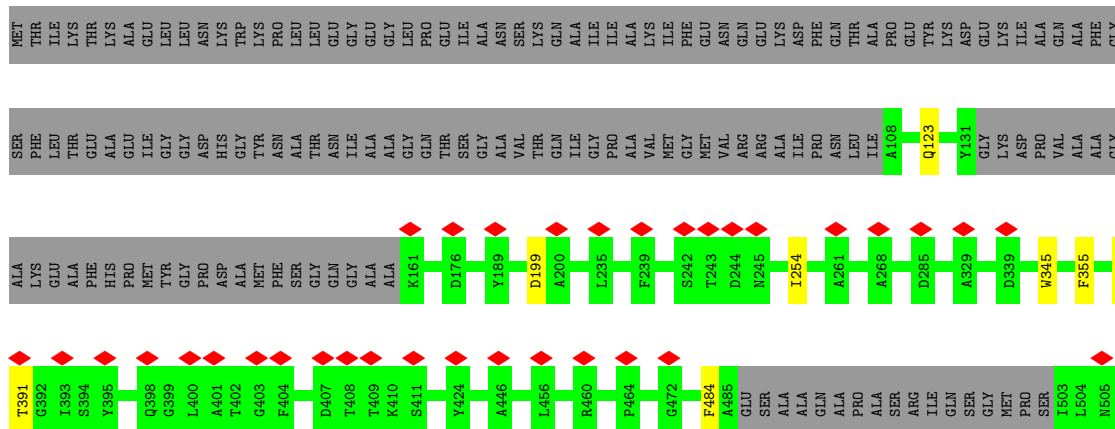 MET THR ILE LYS THR LYS ALA GLU LEU LEU ASN LYS TRP LYS PRO LEU LEU GLU GLY GLU GLY LEU PRO GLU ILE ALA ASN SER LYS GLN ALA ILE ILE ALA LYS ILE PHE GLU ASN GLN GLU LYS ASP PHE GLN THR ALA PRO GLU TYR LYS ASP GLU LYS ILE ALA GLN ALA PHE GLY
SER PHE LEU THR GLU ALA GLU ILE GLY GLY ASP HIS GLY TYR ASN ALA THR ASN ILE ALA ALA GLY GLN THR SER GLY ALA VAL THR GLN ILE GLY PRO ALA VAL MET GLY MET VAL ARG ARG ALA ILE PRO ASN LEU ILE A108 Q123 Y131 GLY LYS ASP PRO VAL ALA ALA GLY
ALA LYS GLU ALA PHE HIS PRO MET TYR GLY PRO ASP ALA MET PHE SER GLY GLN GLY ALA ALA K161 D176 Y189 D199 A200 L235 F239 S242 T243 D244 N245 I254 A261 A268 D285 A329 D339 W345 F355
T391 G392 I393 S394 Y395 Q398 G399 L400 A401 T402 G403 F404 D407 T408 T409 K410 S411 Y424 A446 L456 R460 P464 G472 F484 A485 GLU SER ALA ALA GLN ALA PRO ALA SER ARG ILE GLN SER GLY MET PRO SER I503 L504 N505